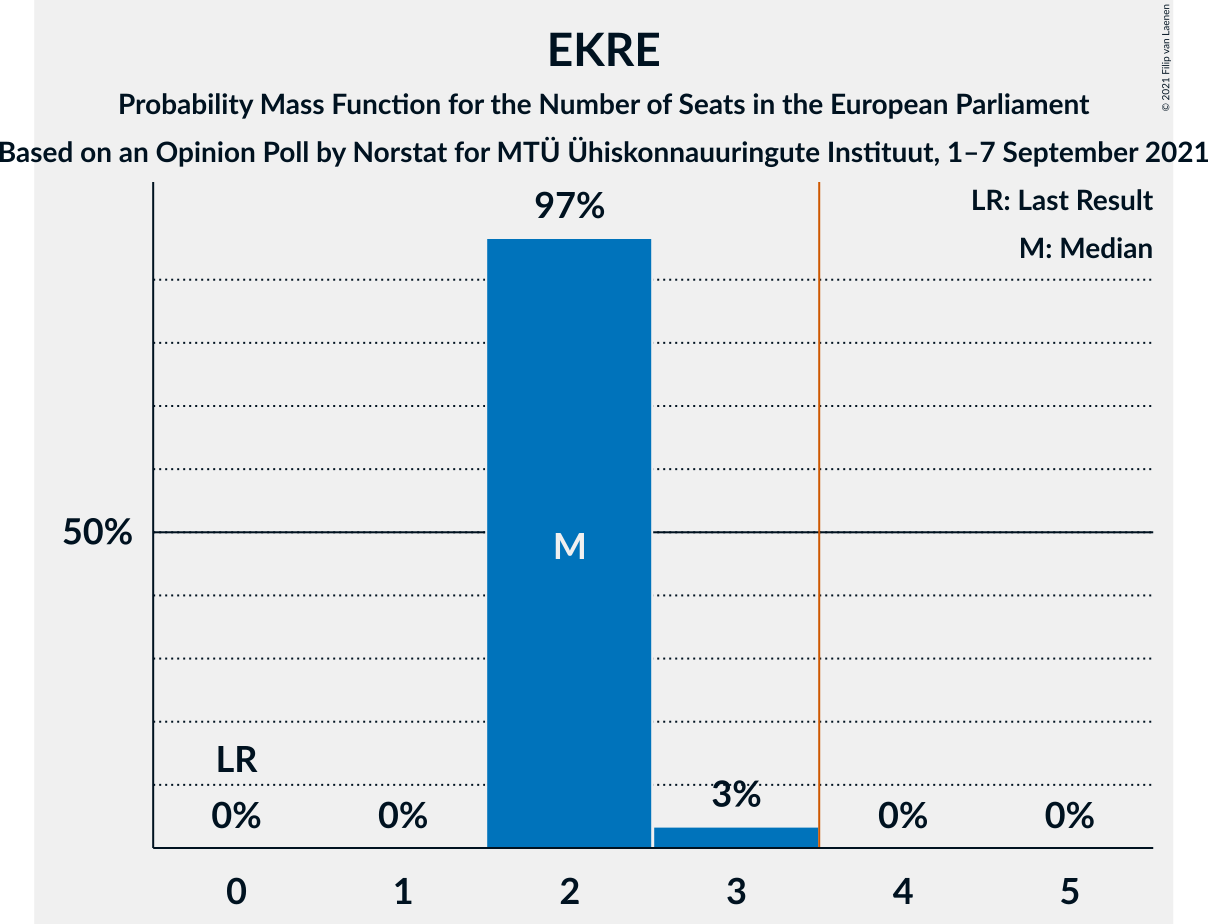 EKRE
Probability Mass Function for the Number of Seats in the European Parliament
Based on an Opinion Poll by Norstat for MTÜ Ühiskonnauuringute Instituut, 1–7 September 2021
© 2021 Filip van Laenen
LR: Last Result
M: Median
97%
50%
M
LR
0%
0%
3%
0%
0%
0
1
2
3
4
5